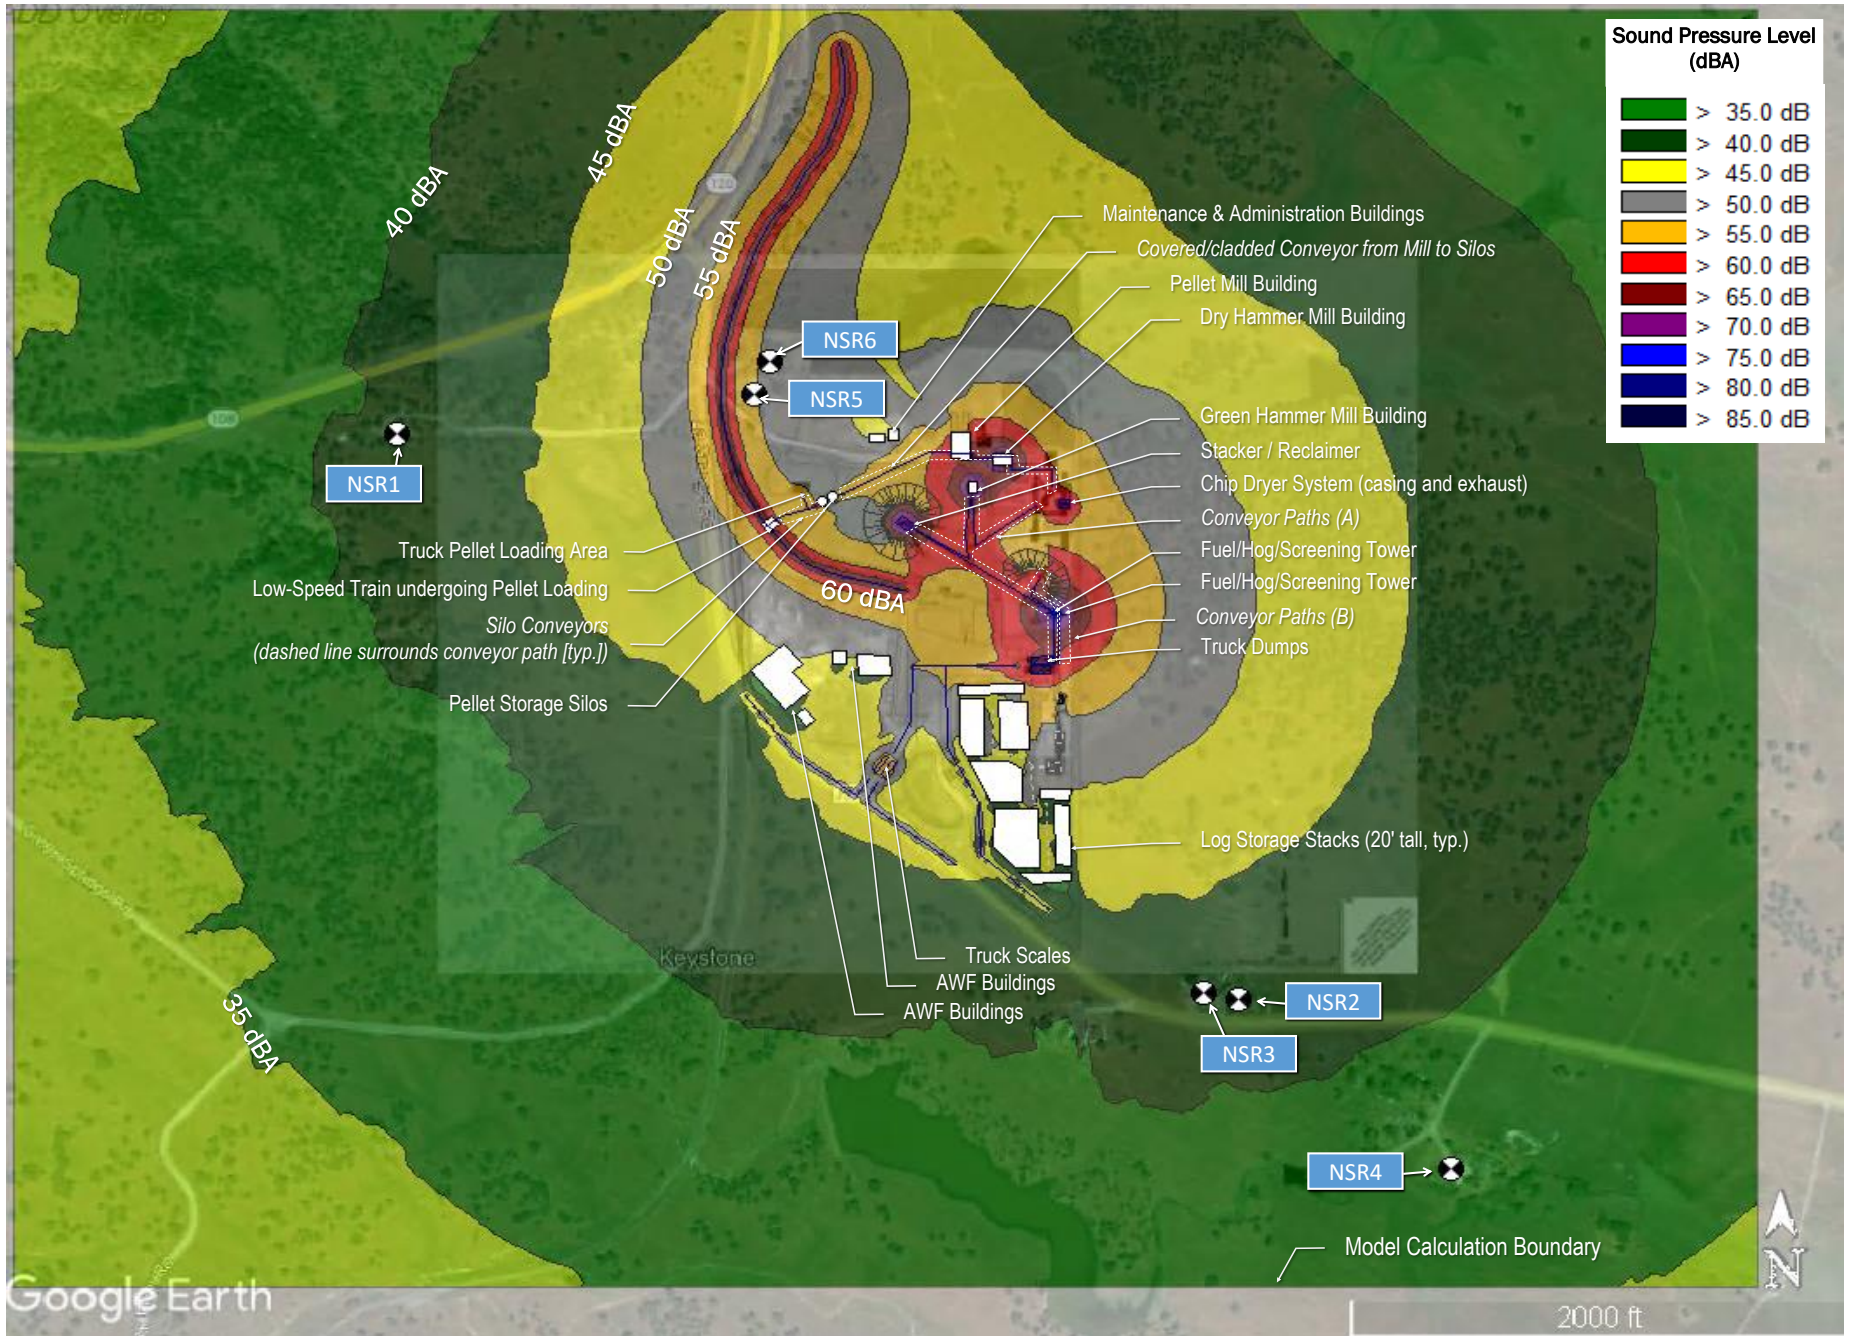 DD Overlay
Sound Pressure Level
(dBA)
> 35.0 dB
> 40.0 dB
> 45.0 dB
> 50.0 dB
> 55.0 dB
> 60.0 dB
> 65.0 dB
> 70.0 dB
> 75.0 dB
> 80.0 dB
> 85.0 dB
45 dBA
40 dBA
50 dBA
55 dBA
120
108
Maintenance & Administration Buildings
Covered/cladded Conveyor from Mill to Silos
Pellet Mill Building
Dry Hammer Mill Building
NSR6
NSR5
NSR1
Green Hammer Mill Building
Stacker / Reclaimer
Chip Dryer System (casing and exhaust)
Conveyor Paths (A)
Fuel/Hog/Screening Tower
Fuel/Hog/Screening Tower
Conveyor Paths (B)
Truck Dumps
Truck Pellet Loading Area
Low-Speed Train undergoing Pellet Loading
60 dBA
Silo Conveyors
(dashed line surrounds conveyor path [typ.])
Pellet Storage Silos
Log Storage Stacks (20' tall, typ.)
Keystone
Truck Scales
AWF Buildings
AWF Buildings
35 dBA
NSR2
NSR3
NSR4
Model Calculation Boundary
N
Google Earth
2000 ft